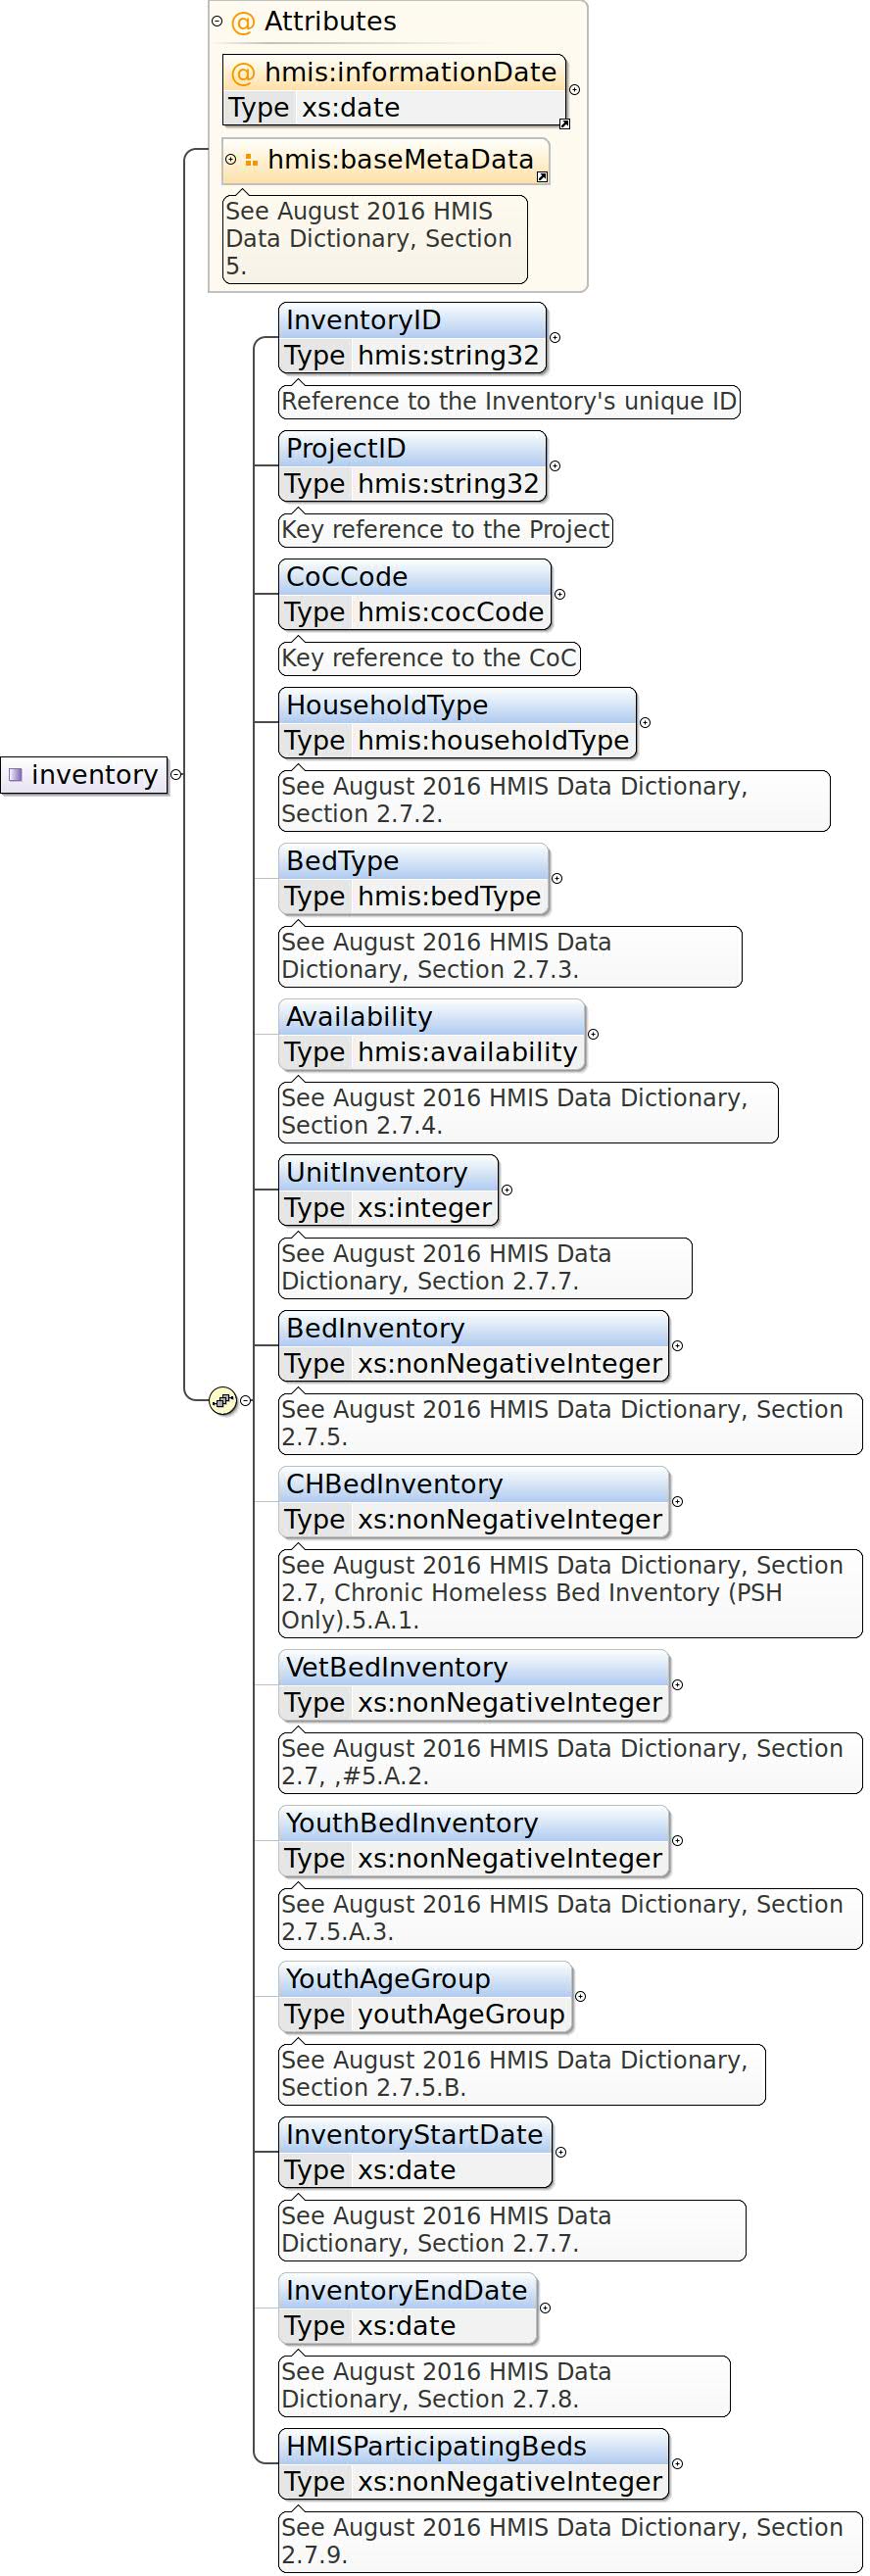 @ Attributes
@ hmis:informationDate
Type xs:date
hmis:baseMetaData
See August 2016 HMIS
Data Dictionary, Section
5.
InventoryID
Type hmis:string32
Reference to the Inventory's unique ID
ProjectID
Type hmis:string32
Key reference to the Project
CoCCode
Type hmis:cocCode
Key reference to the CoC
HouseholdType
Type hmis:householdType
inventory
See August 2016 HMIS Data Dictionary,
Section 2.7.2.
BedType
Type hmis:bedType
See August 2016 HMIS Data
Dictionary, Section 2.7.3.
Availability
Type hmis:availability
See August 2016 HMIS Data Dictionary,
Section 2.7.4.
UnitInventory
Type xs:integer
See August 2016 HMIS Data
Dictionary, Section 2.7.7.
BedInventory
Type xs:nonNegativeInteger
See August 2016 HMIS Data Dictionary, Section
2.7.5.
CHBedInventory
Type xs:nonNegativeInteger
See August 2016 HMIS Data Dictionary, Section
2.7, Chronic Homeless Bed Inventory (PSH
Only).5.A.1.
VetBedInventory
Type xs:nonNegativeInteger
See August 2016 HMIS Data Dictionary, Section
2.7, ,#5.A.2.
YouthBedInventory
Type xs:nonNegativeInteger
See August 2016 HMIS Data Dictionary, Section
2.7.5.A.3.
YouthAgeGroup
Type youthAgeGroup
See August 2016 HMIS Data Dictionary,
Section 2.7.5.B.
InventoryStartDate
Type xs:date
See August 2016 HMIS Data
Dictionary, Section 2.7.7.
InventoryEndDate
Type xs:date
See August 2016 HMIS Data
Dictionary, Section 2.7.8.
HMISParticipatingBeds
Type xs:nonNegativeInteger
See August 2016 HMIS Data Dictionary, Section
2.7.9.